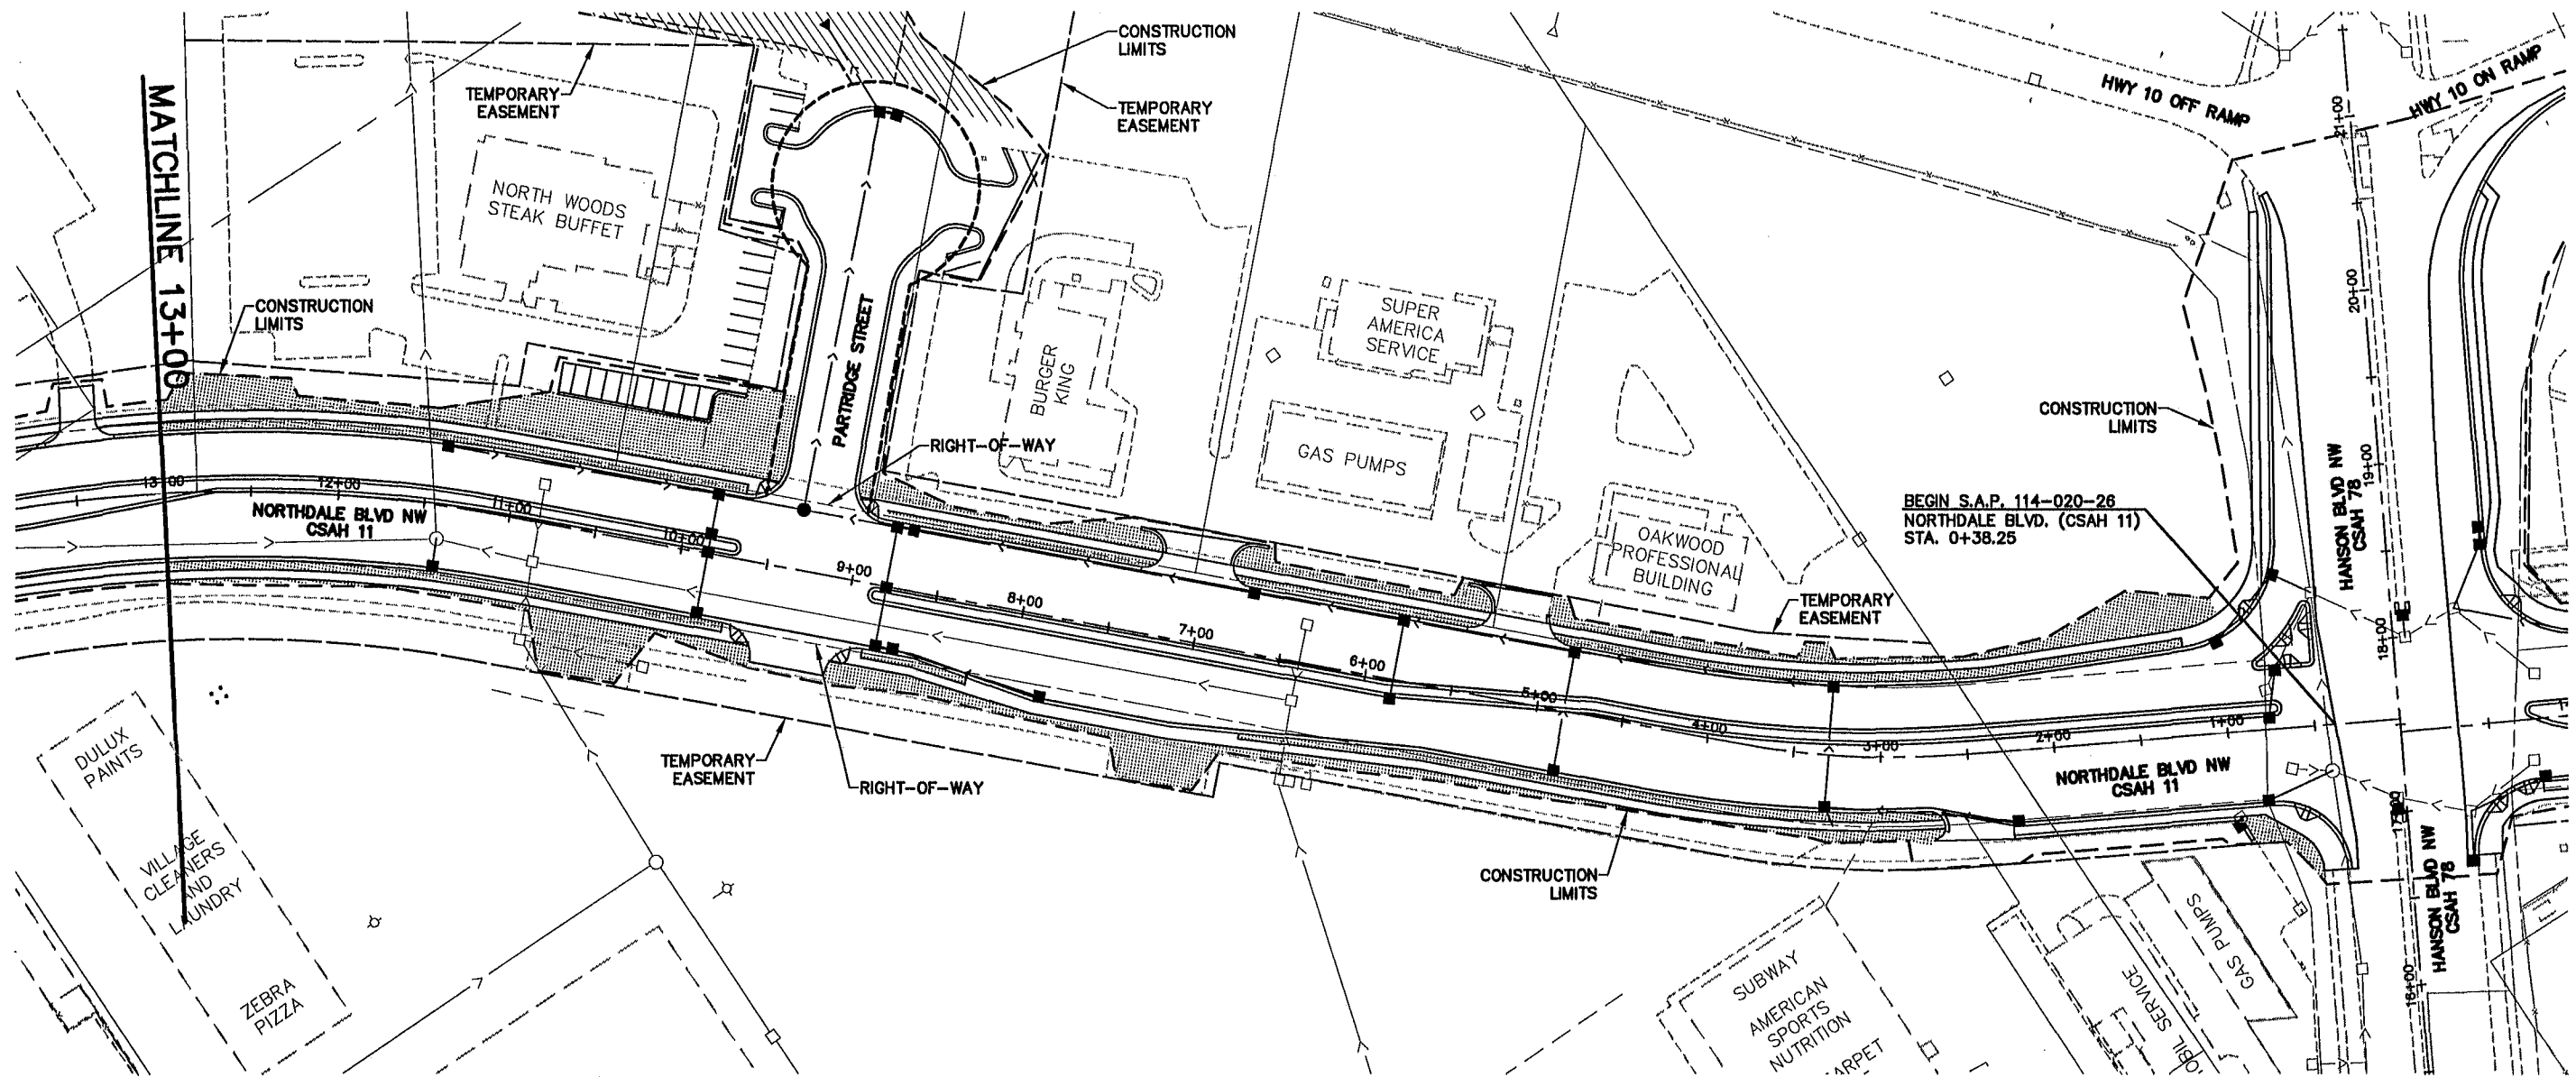 MATCHLINE 13+00
TEMPORARY
EASEMENT
CONSTRUCTION
LIMITS
TEMPORARY
EASEMENT
NORTH WOODS
STEAK BUFFET
CONSTRUCTION
LIMITS
PARTRIDGE STREET
BURGER
KING
RIGHT-OF-WAY
SUPER
AMERICA
SERVICE
GAS PUMPS
OAKWOOD
PROFESSIONAL
BUILDING
TEMPORARY
EASEMENT
HWY 10 OFF RAMP
HWY 10 ON RAMP
CONSTRUCTION
LIMITS
BEGIN S.A.P. 114-020-26
NORTHDALE BLVD. (CSAH 11)
STA. 0+38.25
HANSON BLVD NW
CSAH 78
21+00
20+00
19+00
18+00
13+00
12+00
11+00
10+00
9+00
8+00
7+00
6+00
5+00
4+00
3+00
2+00
1+00
NORTHDALE BLVD NW
CSAH 11
NORTHDALE BLVD NW
CSAH 11
HANSON BLVD NW
CSAH 78
16+00
TEMPORARY
EASEMENT
RIGHT-OF-WAY
CONSTRUCTION
LIMITS
DULUX
PAINTS
VILLAGE
CLEANERS
AND
LAUNDRY
ZEBRA
PIZZA
SUBWAY
AMERICAN
SPORTS
NUTRITION
ARPET
OBIL SERVICE
GAS PUMPS